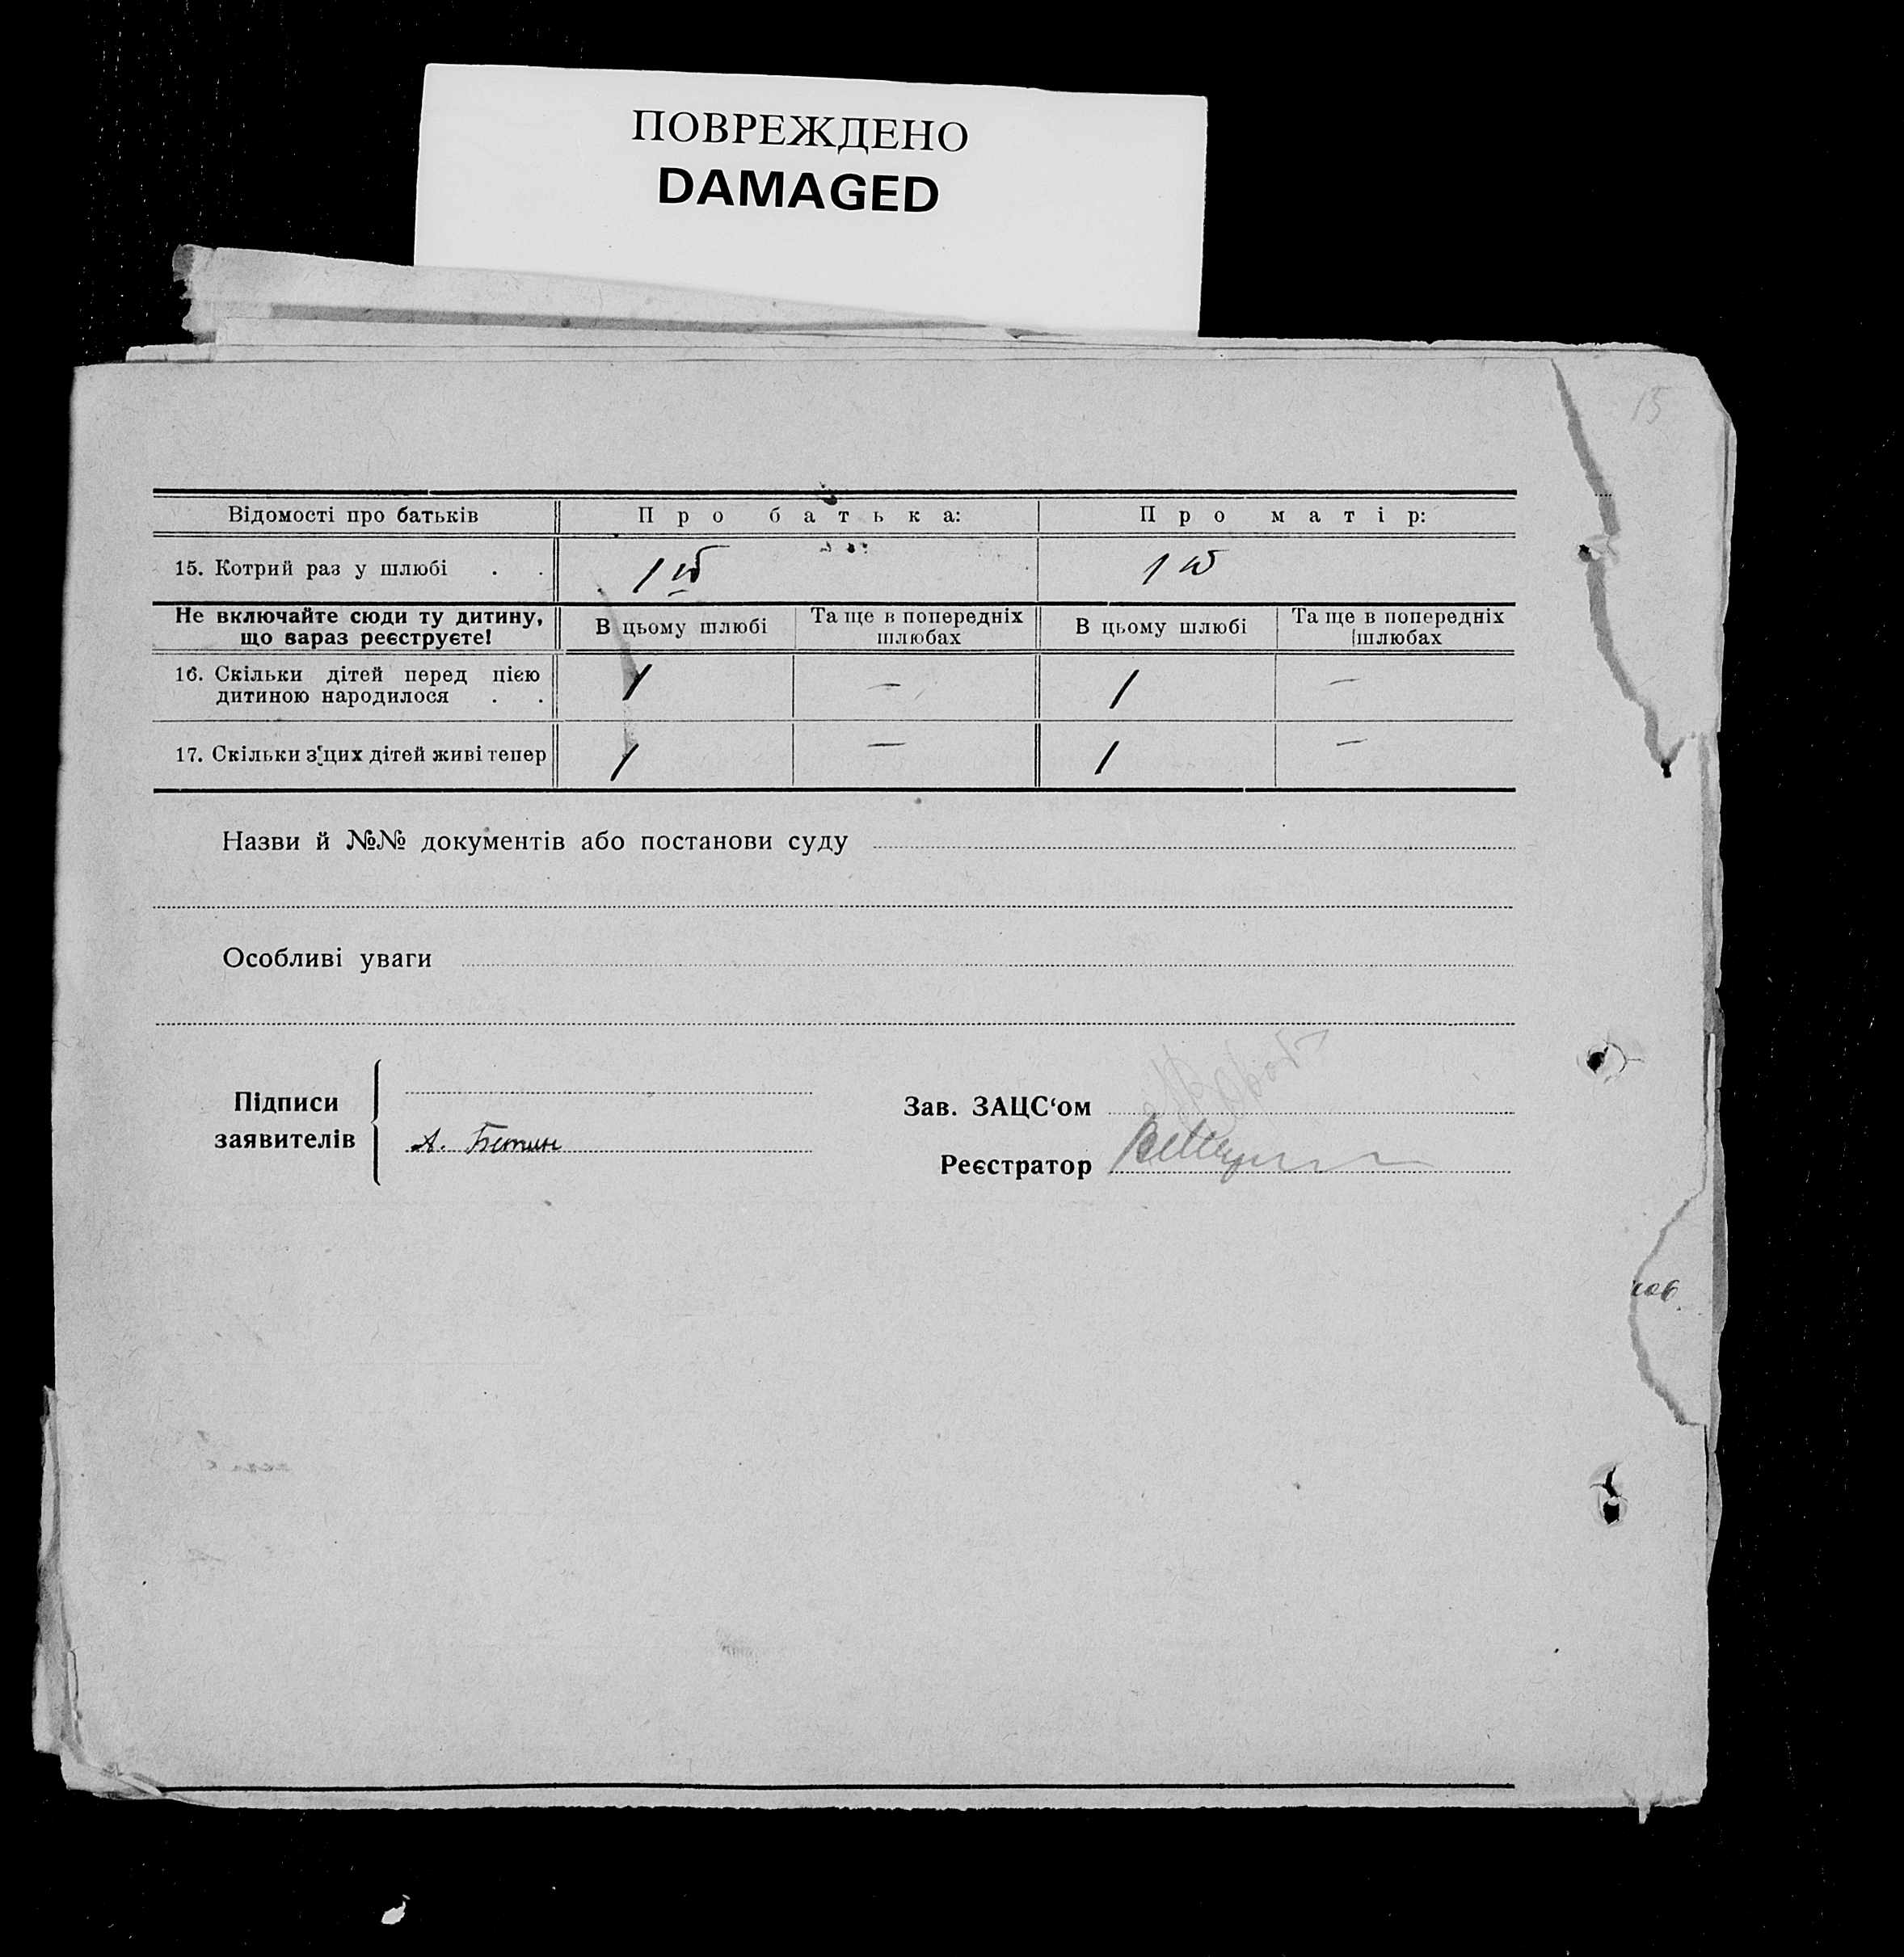 ПОВРЕЖДЕНО
DAMAGED
15
Відомості про батьків Про батька: Про матір:
15. Котрий раз у шлюбі . . 1й 1й
Не включайте сюди ту дитину, що зараз реєструєте! В цьому шлюбі Та ще в попередніх шлюбах В цьому шлюбі Та ще в попередніх шлюбах
16. Скільки дітей перед цією дитиною народилося . . 1 — 1 —
17. Скільки з цих дітей живі тепер 1 — 1 —
Назви й №№ документів або постанови суду
Особливі уваги
Підписи заявителів
А. Бетин
Зав. ЗАЦС‘ом
Реєстратор